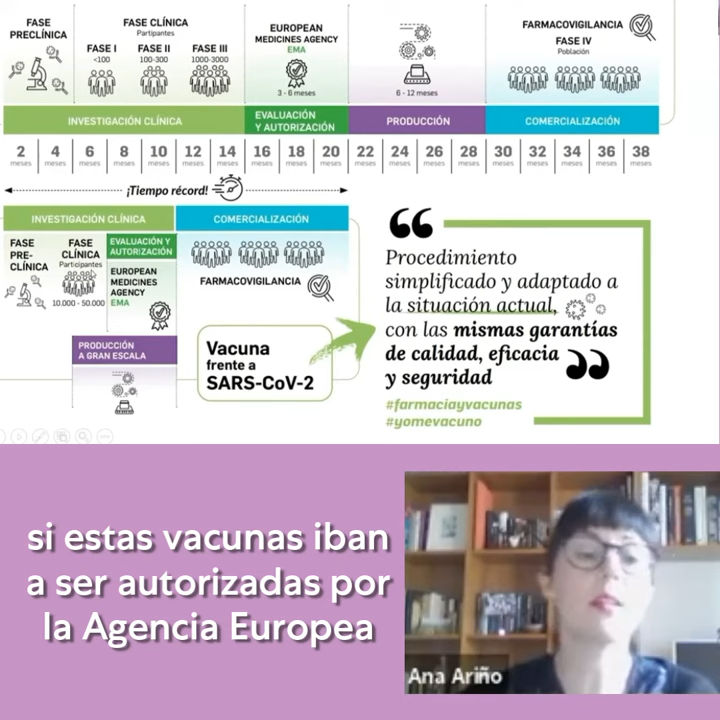 FASE
PRECLÍNICA
FASE CLÍNICA
Partipantes
FASE I
<100
FASE II
100-300
FASE III
1000-3000
EUROPEAN
MEDICINES AGENCY
EMA
3 - 6 meses
6 - 12 meses
FARMACOVIGILANCIA
FASE IV
Población
INVESTIGACIÓN CLÍNICA
EVALUACIÓN
Y AUTORIZACIÓN
PRODUCCIÓN
COMERCIALIZACIÓN
2 4 6 8 10 12 14 16 18 20 22 24 26 28 30 32 34 36 38
meses meses meses meses meses meses meses meses meses meses meses meses meses meses meses meses meses meses meses
¡Tiempo récord!
INVESTIGACIÓN CLÍNICA
COMERCIALIZACIÓN
FASE
PRE-
CLÍNICA
FASE
CLÍNICA
Participantes
10.000 - 50.000
EVALUACIÓN Y
AUTORIZACIÓN
EUROPEAN
MEDICINES
AGENCY
EMA
FARMACOVIGILANCIA
PRODUCCIÓN
A GRAN ESCALA
Vacuna
frente a
SARS-CoV-2
“
Procedimiento
simplificado y adaptado a
la situación actual,
con las mismas garantías
de calidad, eficacia
y seguridad
”
#farmaciayvacunas
#yomevacuno
si estas vacunas iban
a ser autorizadas por
la Agencia Europea
Ana Ariño